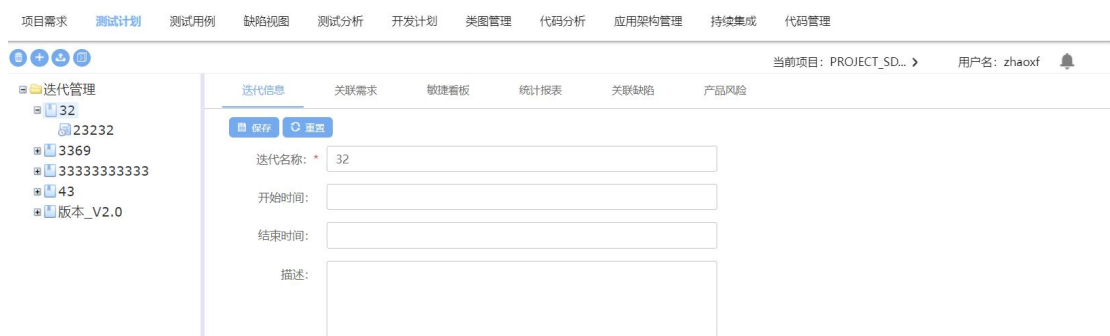 项目需求 测试计划 测试用例 缺陷视图 测试分析 开发计划 类图管理 代码分析 应用架构管理 持续集成 代码管理
当前项目：PROJECT_SD... 用户名：zhaoxf
迭代管理
32
23232
3369
33333333333
43
版本_V2.0
迭代信息 关联需求 敏捷看板 统计报表 关联缺陷 产品风险
保存 重置
迭代名称：* 32
开始时间：
结束时间：
描述：